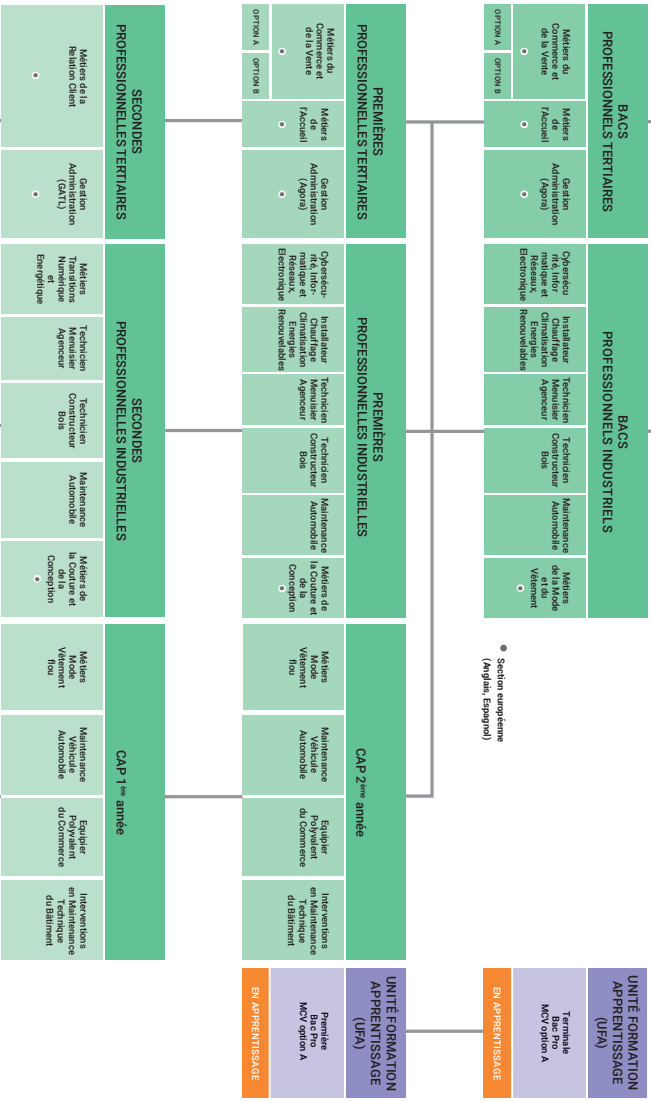 BACS
PROFESSIONNELS TERTIAIRES
Métiers du
Commerce et
de la Vente
OPTION A
OPTION B
Métiers
de
l'Accueil
Gestion
Administration
(Agora)
BACS
PROFESSIONNELS INDUSTRIELS
Cybersécu
rité, Infor
matique et
Réseaux,
Electronique
Installateur
Chauffage
Climatisation
Energies
Renouvelables
Technicien
Menuisier
Agenceur
Technicien
Constructeur
Bois
Maintenance
Automobile
Métiers
de la Mode
et du
Vêtement
UNITÉ FORMATION
APPRENTISSAGE
(UFA)
Terminale
Bac Pro
MCV option A
EN APPRENTISSAGE
Section européenne
(Anglais, Espagnol)
PREMIÈRES
PROFESSIONNELLES TERTIAIRES
Métiers du
Commerce et
de la Vente
OPTION A
OPTION B
Métiers
de
l'Accueil
Gestion
Administration
(Agora)
PREMIÈRES
PROFESSIONNELLES INDUSTRIELLES
Cybersécu-
rité, Infor-
matique et
Réseaux,
Electronique
Installateur
Chauffage
Climatisation
Energies
Renouvelables
Technicien
Menuisier
Agenceur
Technicien
Constructeur
Bois
Maintenance
Automobile
Métiers de
la Couture et
de la
Conception
CAP 2ème année
Métiers
Mode
Vêtement
flou
Maintenance
Véhicule
Automobile
Equipier
Polyvalent
du Commerce
Interventions
en Maintenance
Technique
du Bâtiment
UNITÉ FORMATION
APPRENTISSAGE
(UFA)
Première
Bac Pro
MCV option A
EN APPRENTISSAGE
SECONDES
PROFESSIONNELLES TERTIAIRES
Métiers de la
Relation Client
Gestion
Administration
(GATL)
SECONDES
PROFESSIONNELLES INDUSTRIELLES
Métiers
Transitions
Numérique
et
Energétique
Technicien
Menuisier
Agenceur
Technicien
Constructeur
Bois
Maintenance
Automobile
Métiers de
la Couture et
de la
Conception
CAP 1ère année
Métiers
Mode
Vêtement
flou
Maintenance
Véhicule
Automobile
Equipier
Polyvalent
du Commerce
Interventions
en Maintenance
Technique
du Bâtiment